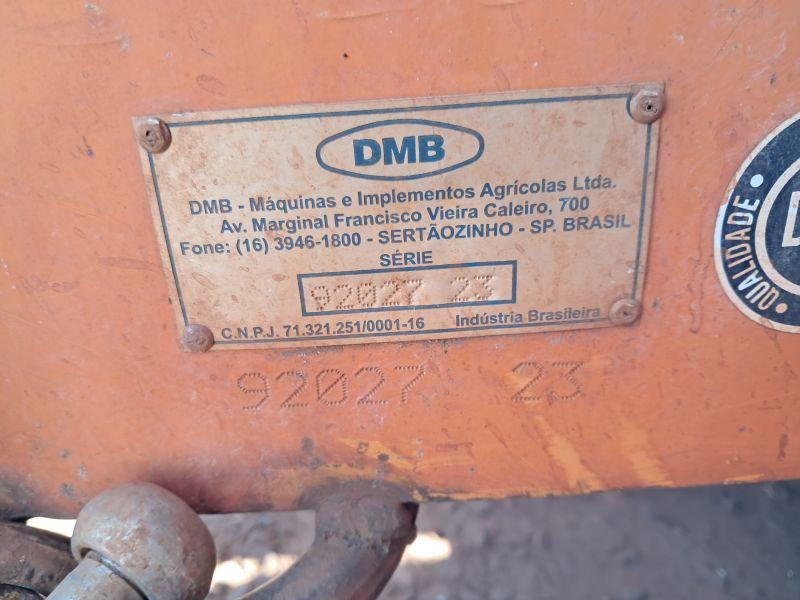 DMB
DMB - Máquinas e Implementos Agrícolas Ltda.
Av. Marginal Francisco Vieira Caleiro, 700
Fone: (16) 3946-1800 - SERTÃOZINHO - SP. BRASIL
SÉRIE
92027 23
C.N.P.J. 71.321.251/0001-16 Indústria Brasileira
92027 23
QUALIDADE